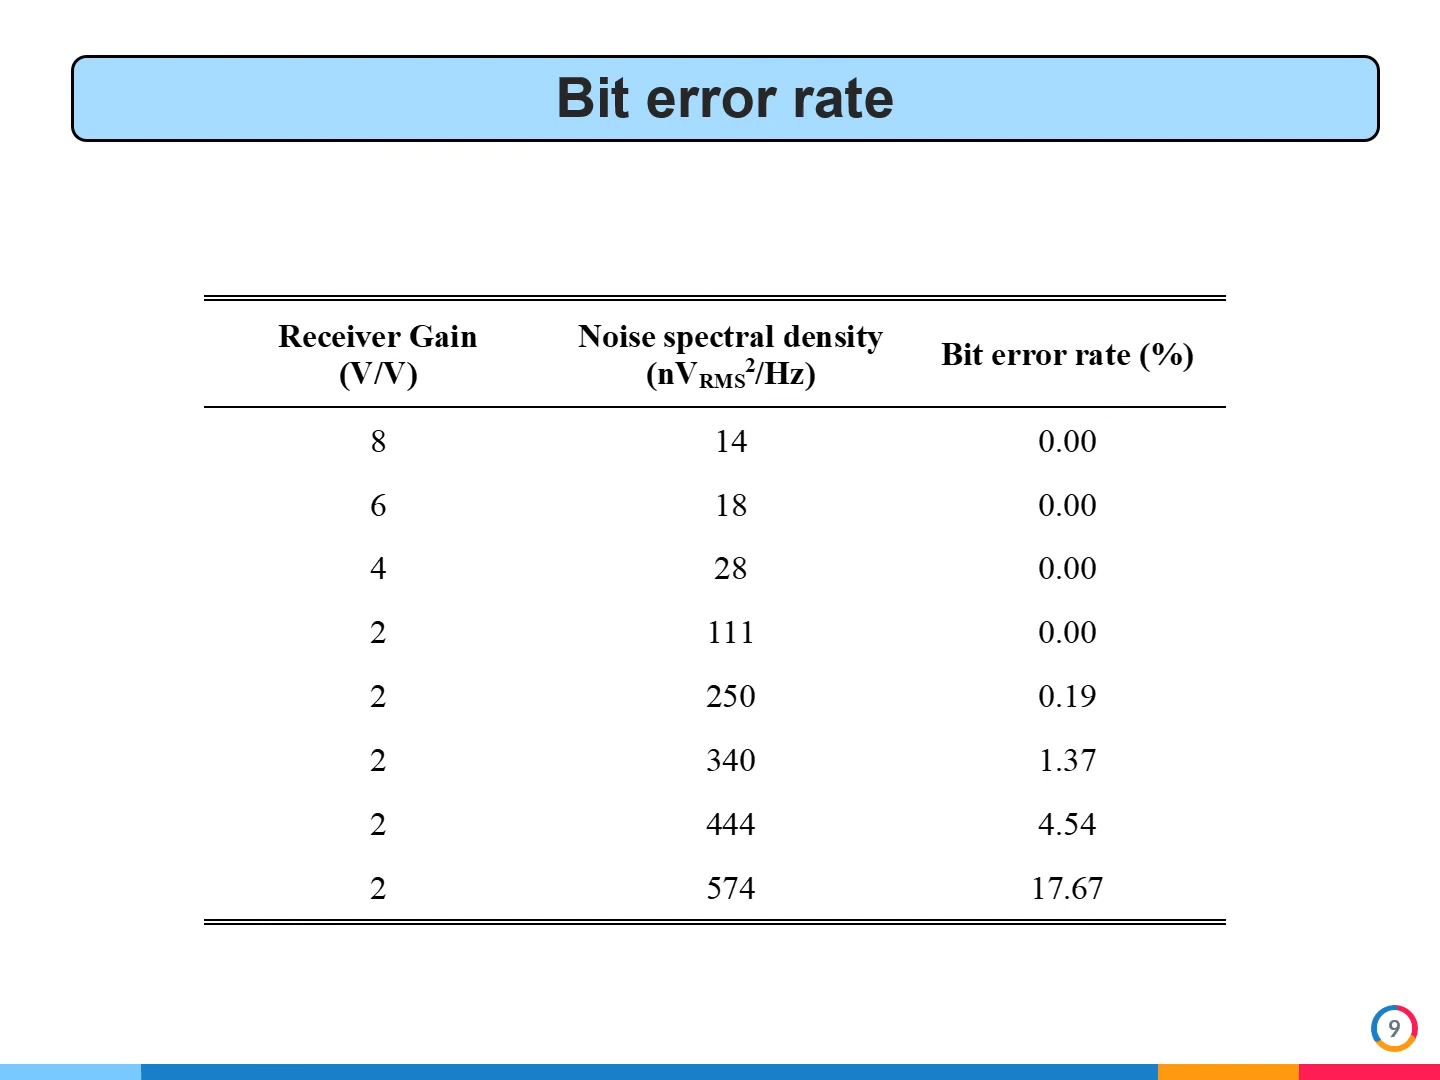 Bit error rate
Receiver Gain (V/V) Noise spectral density (nV_RMS²/Hz) Bit error rate (%)
8 14 0.00
6 18 0.00
4 28 0.00
2 111 0.00
2 250 0.19
2 340 1.37
2 444 4.54
2 574 17.67
9